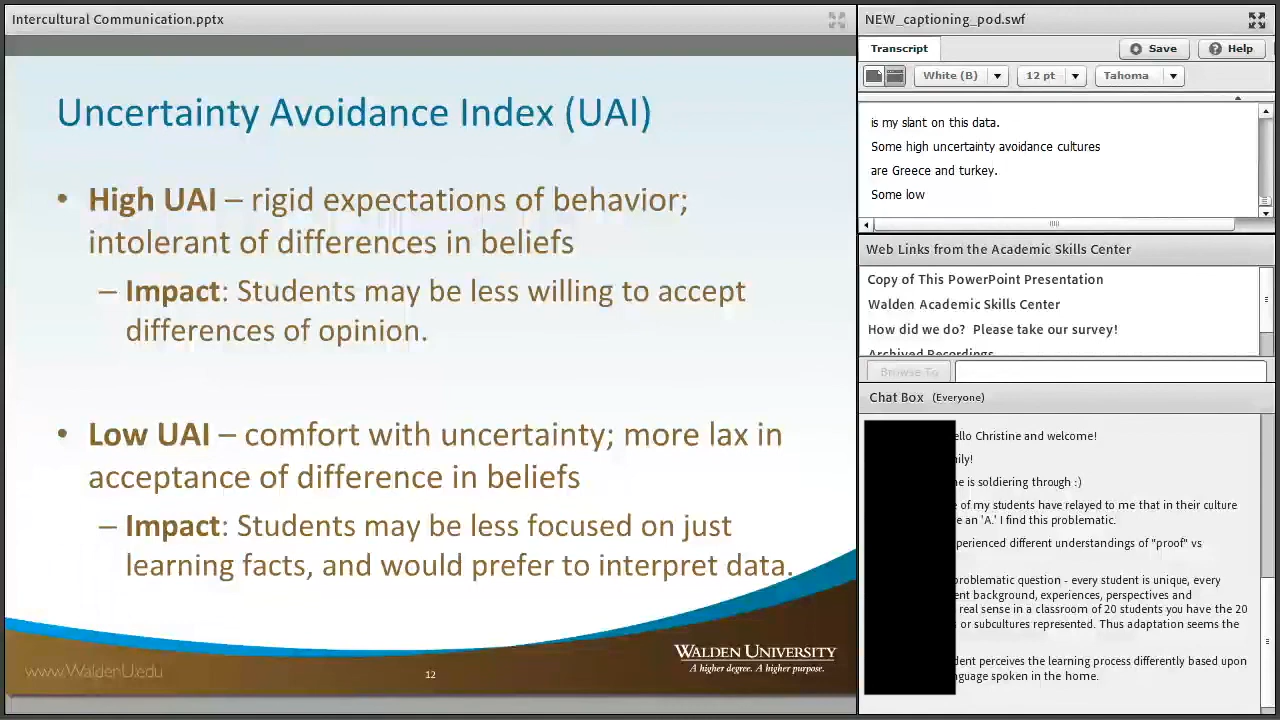 Intercultural Communication.pptx
Uncertainty Avoidance Index (UAI)
• High UAI – rigid expectations of behavior;
intolerant of differences in beliefs
– Impact: Students may be less willing to accept
differences of opinion.
• Low UAI – comfort with uncertainty; more lax in
acceptance of difference in beliefs
– Impact: Students may be less focused on just
learning facts, and would prefer to interpret data.
www.WaldenU.edu
12
WALDEN UNIVERSITY
A higher degree. A higher purpose.
NEW_captioning_pod.swf
Transcript
Save
Help
White (B)
12 pt
Tahoma
is my slant on this data.
Some high uncertainty avoidance cultures
are Greece and turkey.
Some low
Web Links from the Academic Skills Center
Copy of This PowerPoint Presentation
Walden Academic Skills Center
How did we do? Please take our survey!
Archived Recordings
Browse To
Chat Box (Everyone)
ello Christine and welcome!
nily!
ne is soldiering through :)
e of my students have relayed to me that in their culture
e an 'A.' I find this problematic.
perienced different understandings of "proof" vs
problematic question - every student is unique, every
ent background, experiences, perspectives and
real sense in a classroom of 20 students you have the 20
or subcultures represented. Thus adaptation seems the
dent perceives the learning process differently based upon
nguage spoken in the home.